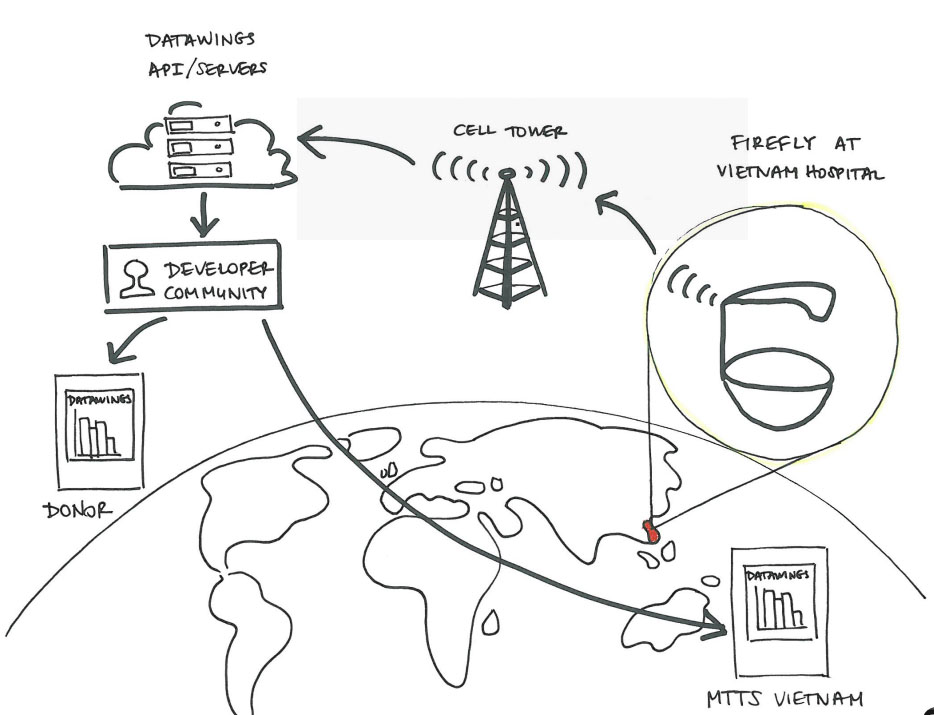 DATAWINGS
API/SERVERS
CELL TOWER
FIREFLY AT
VIETNAM HOSPITAL
DEVELOPER
COMMUNITY
DATAWINGS
DONOR
DATAWINGS
MTTS VIETNAM